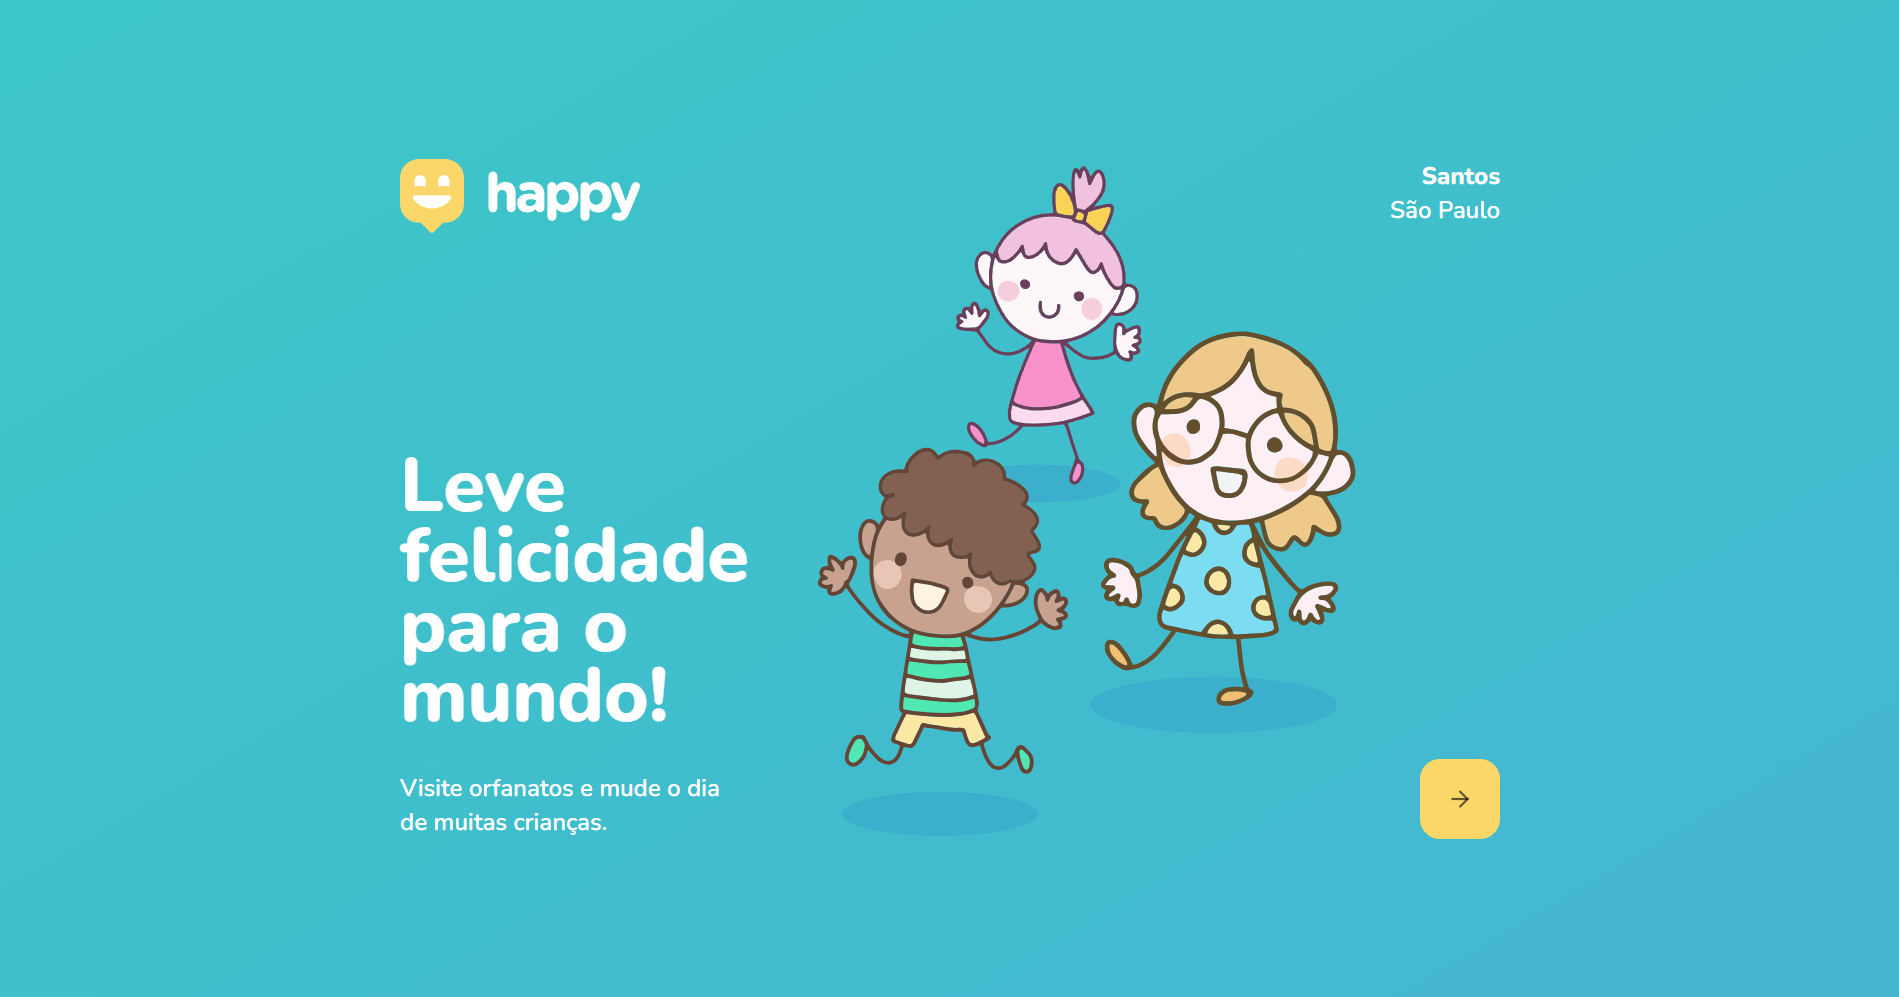 happy
Santos
São Paulo
Leve
felicidade
para o
mundo!
Visite orfanatos e mude o dia
de muitas crianças.